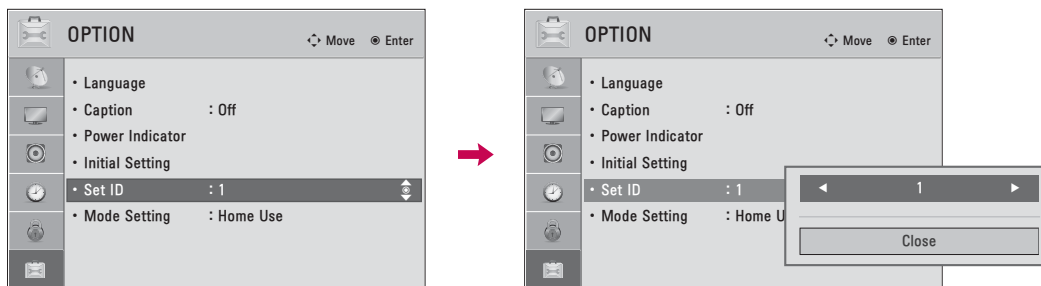 OPTION
Move
Enter
• Language
• Caption : Off
• Power Indicator
• Initial Setting
• Set ID : 1
• Mode Setting : Home Use
OPTION
Move
Enter
• Language
• Caption : Off
• Power Indicator
• Initial Setting
• Set ID : 1
• Mode Setting : Home U
◄ 1 ►
Close